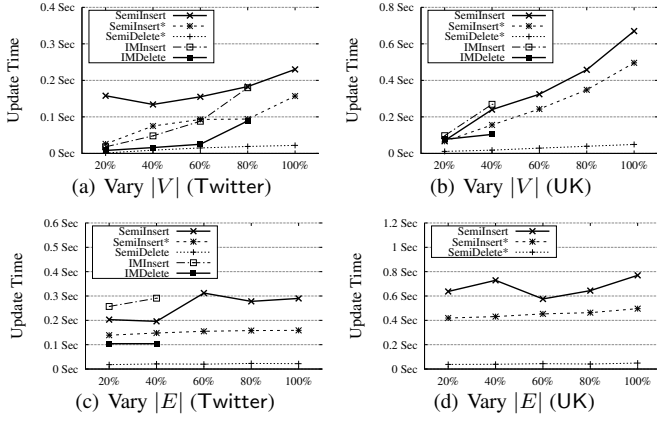 Update Time
0.4 Sec
0.3 Sec
0.2 Sec
0.1 Sec
0 Sec
SemiInsert
SemiInsert*
SemiDelete*
IMInsert
IMDelete
20% 40% 60% 80% 100%
(a) Vary |V| (Twitter)
Update Time
0.8 Sec
0.6 Sec
0.4 Sec
0.2 Sec
0 Sec
SemiInsert
SemiInsert*
SemiDelete*
IMInsert
IMDelete
20% 40% 60% 80% 100%
(b) Vary |V| (UK)
Update Time
0.6 Sec
0.5 Sec
0.4 Sec
0.3 Sec
0.2 Sec
0.1 Sec
0 Sec
SemiInsert
SemiInsert*
SemiDelete
IMInsert
IMDelete
20% 40% 60% 80% 100%
(c) Vary |E| (Twitter)
Update Time
1.2 Sec
1 Sec
0.8 Sec
0.6 Sec
0.4 Sec
0.2 Sec
0 Sec
SemiInsert
SemiInsert*
SemiDelete*
20% 40% 60% 80% 100%
(d) Vary |E| (UK)